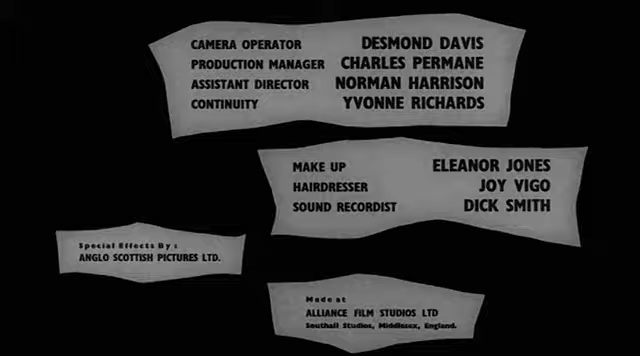 CAMERA OPERATOR DESMOND DAVIS
PRODUCTION MANAGER CHARLES PERMANE
ASSISTANT DIRECTOR NORMAN HARRISON
CONTINUITY YVONNE RICHARDS
MAKE UP ELEANOR JONES
HAIRDRESSER JOY VIGO
SOUND RECORDIST DICK SMITH
Special Effects By :
ANGLO SCOTTISH PICTURES LTD.
Made at
ALLIANCE FILM STUDIOS LTD
Southall Studios, Middlesex, England.